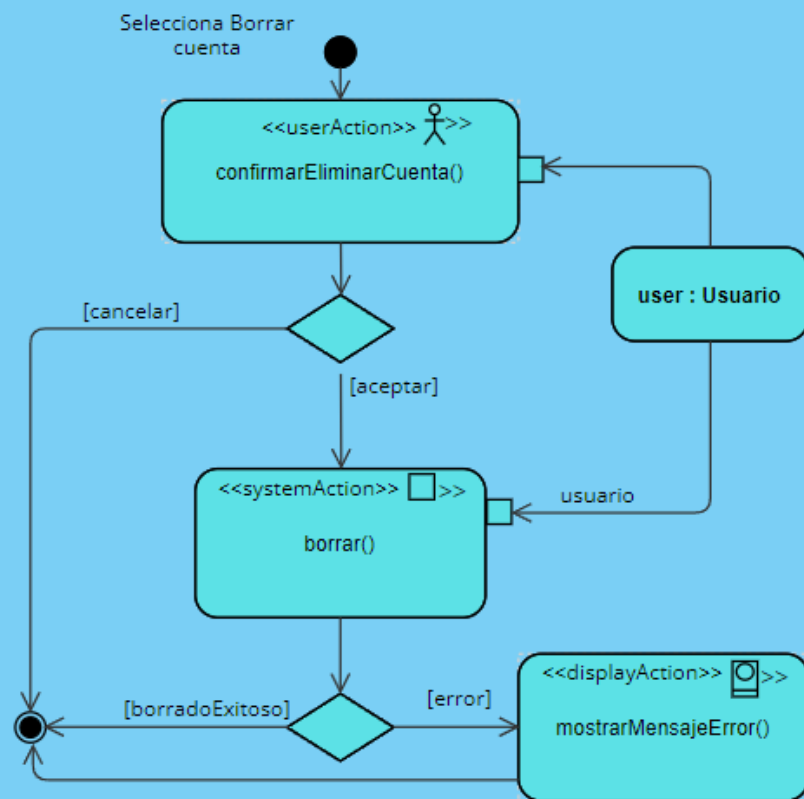 Selecciona Borrar
cuenta
<<userAction>> >>
confirmarEliminarCuenta()
user : Usuario
[cancelar]
[aceptar]
<<systemAction>> >>
borrar()
usuario
[borradoExitoso]
[error]
<<displayAction>> >>
mostrarMensajeError()